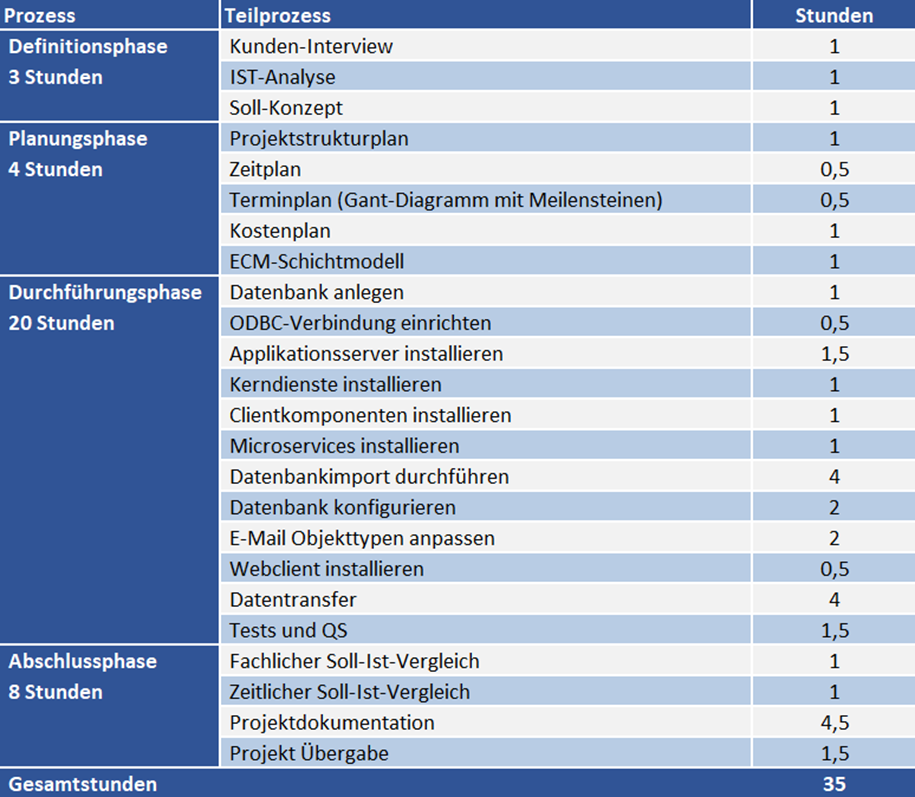 Prozess Teilprozess Stunden
Definitionsphase Kunden-Interview 1
3 Stunden IST-Analyse 1
Soll-Konzept 1
Planungsphase Projektstrukturplan 1
4 Stunden Zeitplan 0,5
Terminplan (Gant-Diagramm mit Meilensteinen) 0,5
Kostenplan 1
ECM-Schichtmodell 1
Durchführungsphase Datenbank anlegen 1
20 Stunden ODBC-Verbindung einrichten 0,5
Applikationsserver installieren 1,5
Kerndienste installieren 1
Clientkomponenten installieren 1
Microservices installieren 1
Datenbankimport durchführen 4
Datenbank konfigurieren 2
E-Mail Objekttypen anpassen 2
Webclient installieren 0,5
Datentransfer 4
Tests und QS 1,5
Abschlussphase Fachlicher Soll-Ist-Vergleich 1
8 Stunden Zeitlicher Soll-Ist-Vergleich 1
Projektdokumentation 4,5
Projekt Übergabe 1,5
Gesamtstunden 35